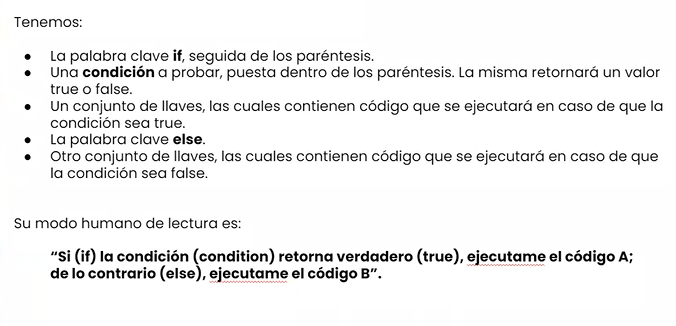 Tenemos:
● La palabra clave if, seguida de los paréntesis.
● Una condición a probar, puesta dentro de los paréntesis. La misma retornará un valor
true o false.
● Un conjunto de llaves, las cuales contienen código que se ejecutará en caso de que la
condición sea true.
● La palabra clave else.
● Otro conjunto de llaves, las cuales contienen código que se ejecutará en caso de que
la condición sea false.
Su modo humano de lectura es:
“Si (if) la condición (condition) retorna verdadero (true), ejecutame el código A;
de lo contrario (else), ejecutame el código B”.